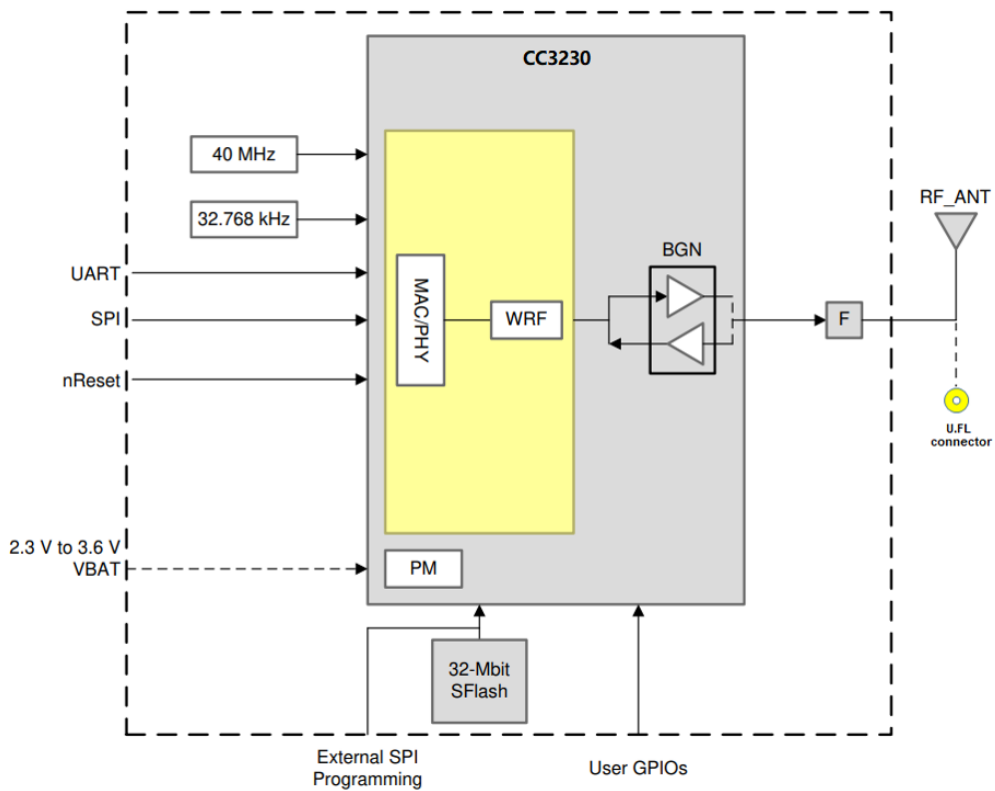 CC3230
40 MHz
32.768 kHz
RF_ANT
UART
BGN
MAC/PHY
SPI
WRF
F
nReset
U.FL
connector
2.3 V to 3.6 V
VBAT
PM
32-Mbit
SFlash
External SPI
Programming
User GPIOs